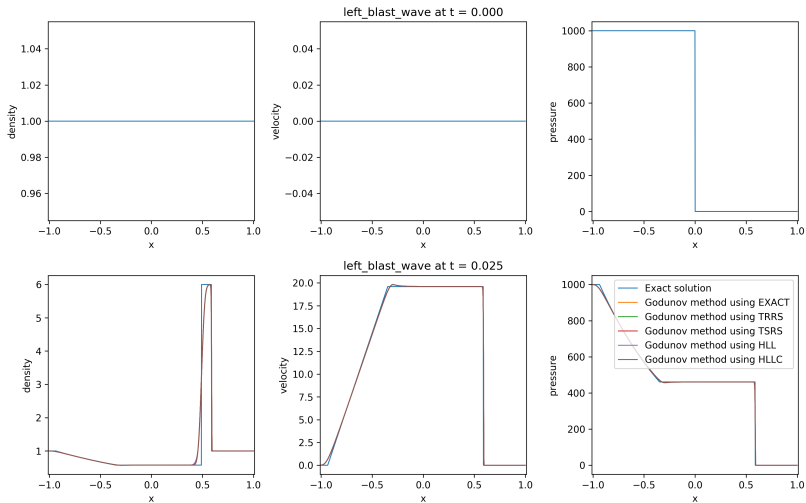 left_blast_wave at t = 0.000
1.04
1.02
1.00
0.98
0.96
density
−1.0 −0.5 0.0 0.5 1.0
x
0.04
0.02
0.00
−0.02
−0.04
velocity
−1.0 −0.5 0.0 0.5 1.0
x
1000
800
600
400
200
0
pressure
−1.0 −0.5 0.0 0.5 1.0
x
left_blast_wave at t = 0.025
6
5
4
3
2
1
density
−1.0 −0.5 0.0 0.5 1.0
x
20.0
17.5
15.0
12.5
10.0
7.5
5.0
2.5
0.0
velocity
−1.0 −0.5 0.0 0.5 1.0
x
1000
800
600
400
200
0
pressure
Exact solution
Godunov method using EXACT
Godunov method using TRRS
Godunov method using TSRS
Godunov method using HLL
Godunov method using HLLC
−1.0 −0.5 0.0 0.5 1.0
x